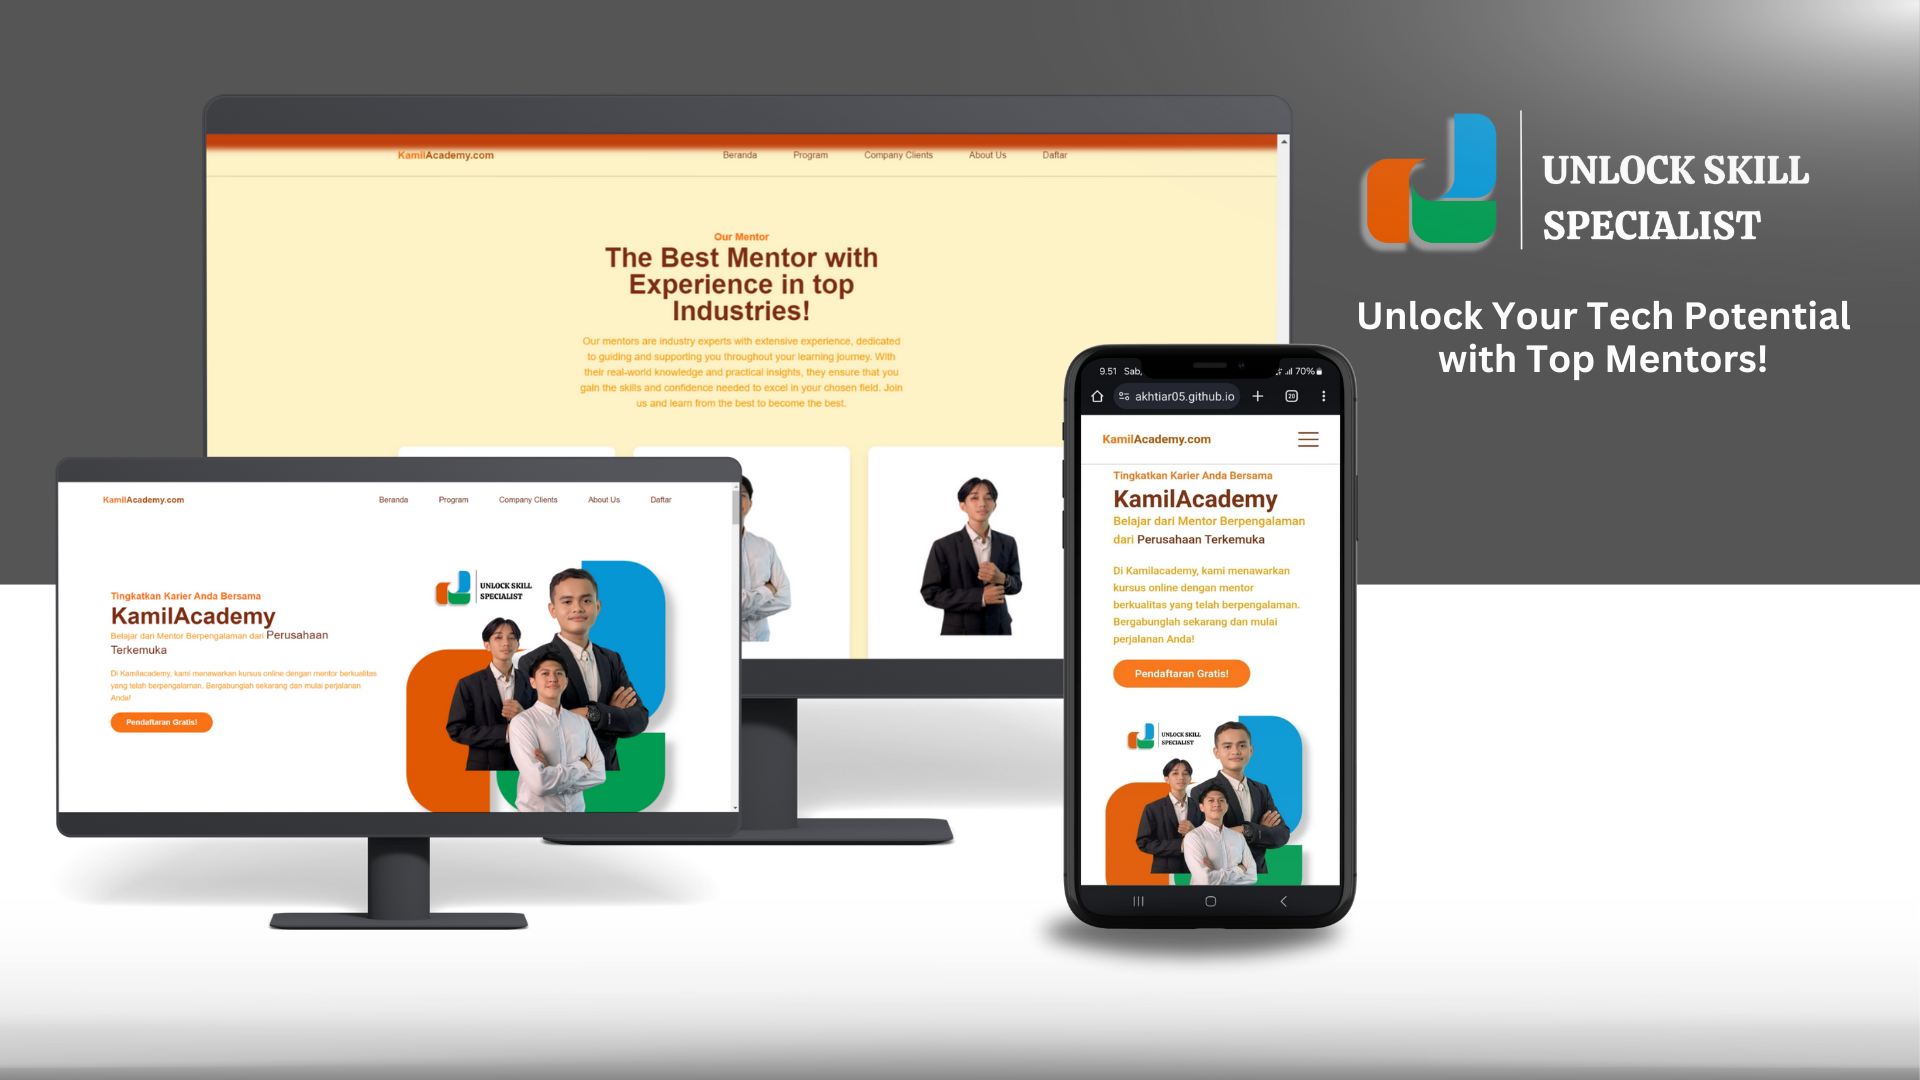 KamilAcademy.com
Beranda Program Company Clients About Us Daftar
Our Mentor
The Best Mentor with
Experience in top
Industries!
Our mentors are industry experts with extensive experience, dedicated
to guiding and supporting you throughout your learning journey. With
their real-world knowledge and practical insights, they ensure that you
gain the skills and confidence needed to excel in your chosen field. Join
us and learn from the best to become the best.
UNLOCK SKILL
SPECIALIST
Unlock Your Tech Potential
with Top Mentors!
KamilAcademy.com
Beranda Program Company Clients About Us Daftar
Tingkatkan Karier Anda Bersama
KamilAcademy
Belajar dari Mentor Berpengalaman dari Perusahaan
Terkemuka
Di Kamilacademy, kami menawarkan kursus online dengan mentor berkualitas
yang telah berpengalaman. Bergabunglah sekarang dan mulai perjalanan
Anda!
Pendaftaran Gratis!
UNLOCK SKILL
SPECIALIST
9.51 Sab, 70%
akhtiar05.github.io 20
KamilAcademy.com
Tingkatkan Karier Anda Bersama
KamilAcademy
Belajar dari Mentor Berpengalaman
dari Perusahaan Terkemuka
Di Kamilacademy, kami menawarkan
kursus online dengan mentor
berkualitas yang telah berpengalaman.
Bergabunglah sekarang dan mulai
perjalanan Anda!
Pendaftaran Gratis!
UNLOCK SKILL
SPECIALIST